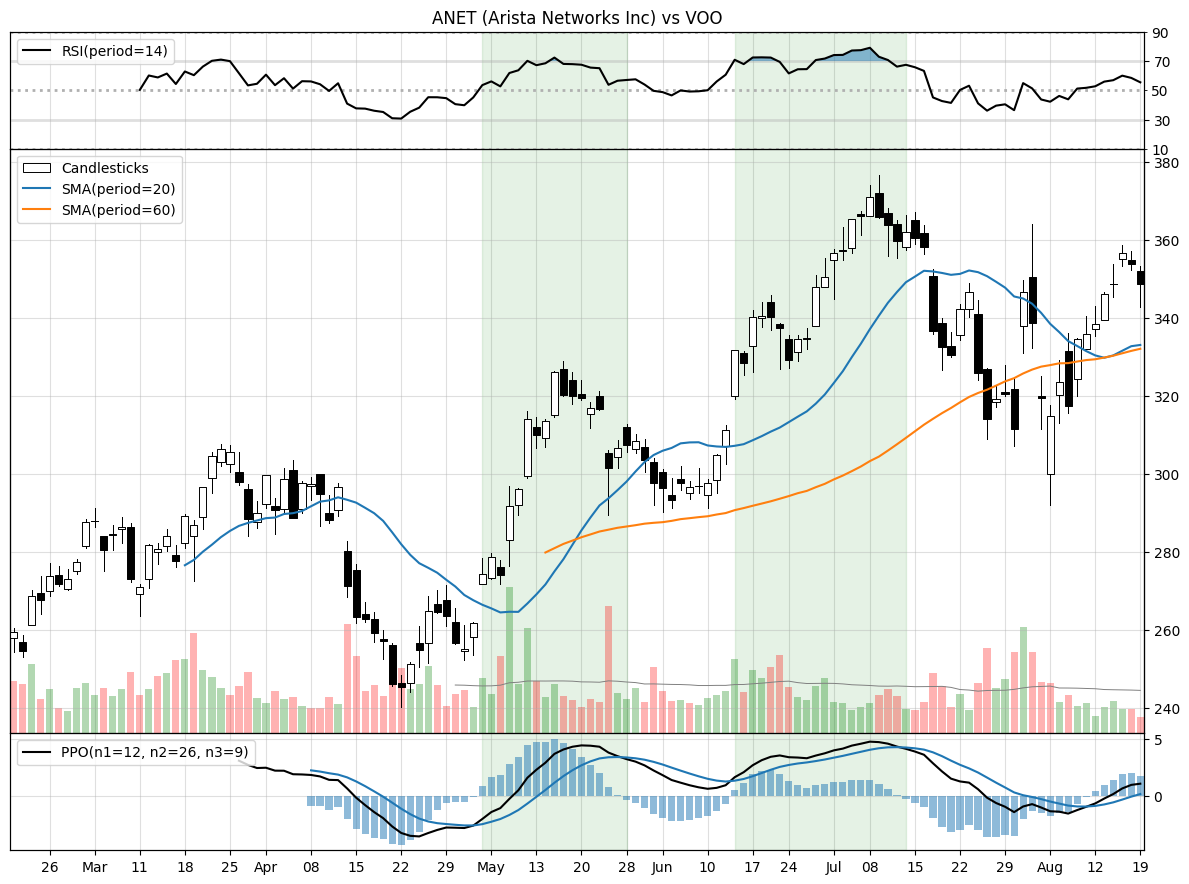 ANET (Arista Networks Inc) vs VOO
RSI(period=14)
90
70
50
30
10
Candlesticks
SMA(period=20)
SMA(period=60)
380
360
340
320
300
280
260
240
PPO(n1=12, n2=26, n3=9)
5
0
26 Mar 11 18 25 Apr 08 15 22 29 May 13 20 28 Jun 10 17 24 Jul 08 15 22 29 Aug 12 19